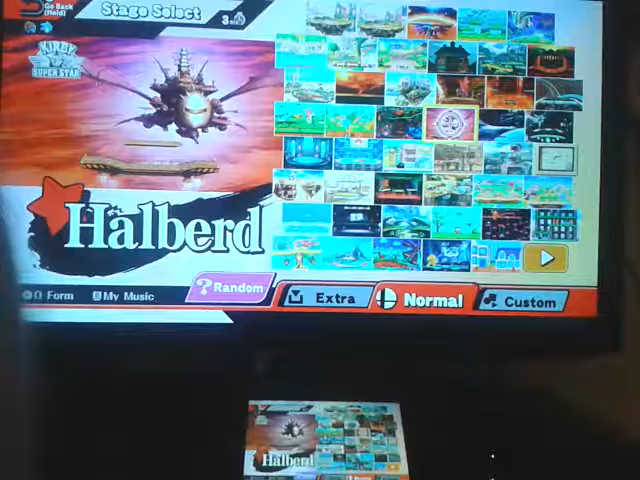 Go Back
(Hold)
Stage Select
KIRBY
SUPER STAR
Halberd
Form
My Music
? Random
Extra
Normal
Custom
Halberd